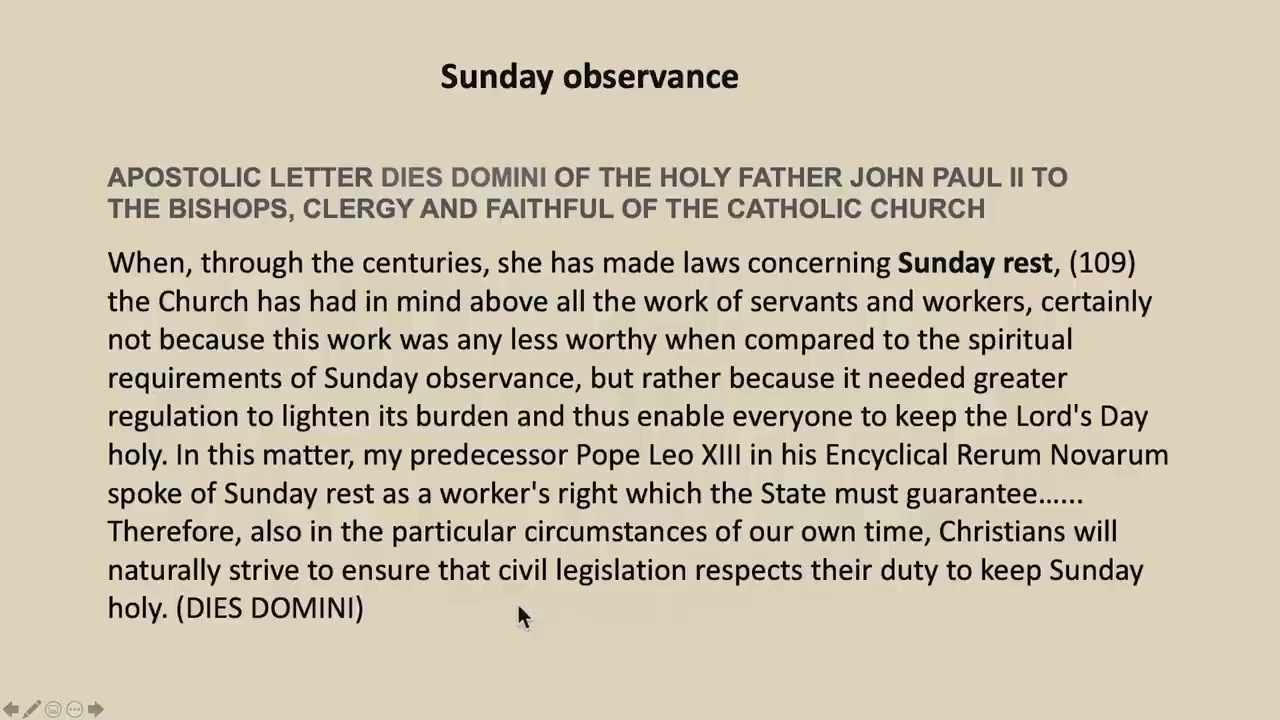 Sunday observance
APOSTOLIC LETTER DIES DOMINI OF THE HOLY FATHER JOHN PAUL II TO
THE BISHOPS, CLERGY AND FAITHFUL OF THE CATHOLIC CHURCH
When, through the centuries, she has made laws concerning Sunday rest, (109)
the Church has had in mind above all the work of servants and workers, certainly
not because this work was any less worthy when compared to the spiritual
requirements of Sunday observance, but rather because it needed greater
regulation to lighten its burden and thus enable everyone to keep the Lord's Day
holy. In this matter, my predecessor Pope Leo XIII in his Encyclical Rerum Novarum
spoke of Sunday rest as a worker's right which the State must guarantee......
Therefore, also in the particular circumstances of our own time, Christians will
naturally strive to ensure that civil legislation respects their duty to keep Sunday
holy. (DIES DOMINI)